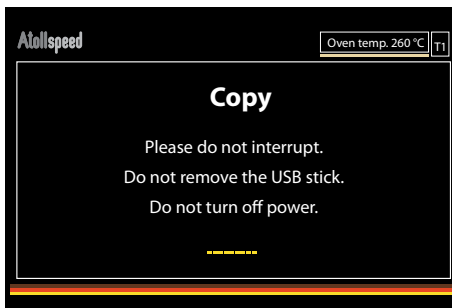 Atollspeed
Oven temp. 260 °C
T1
Copy
Please do not interrupt.
Do not remove the USB stick.
Do not turn off power.